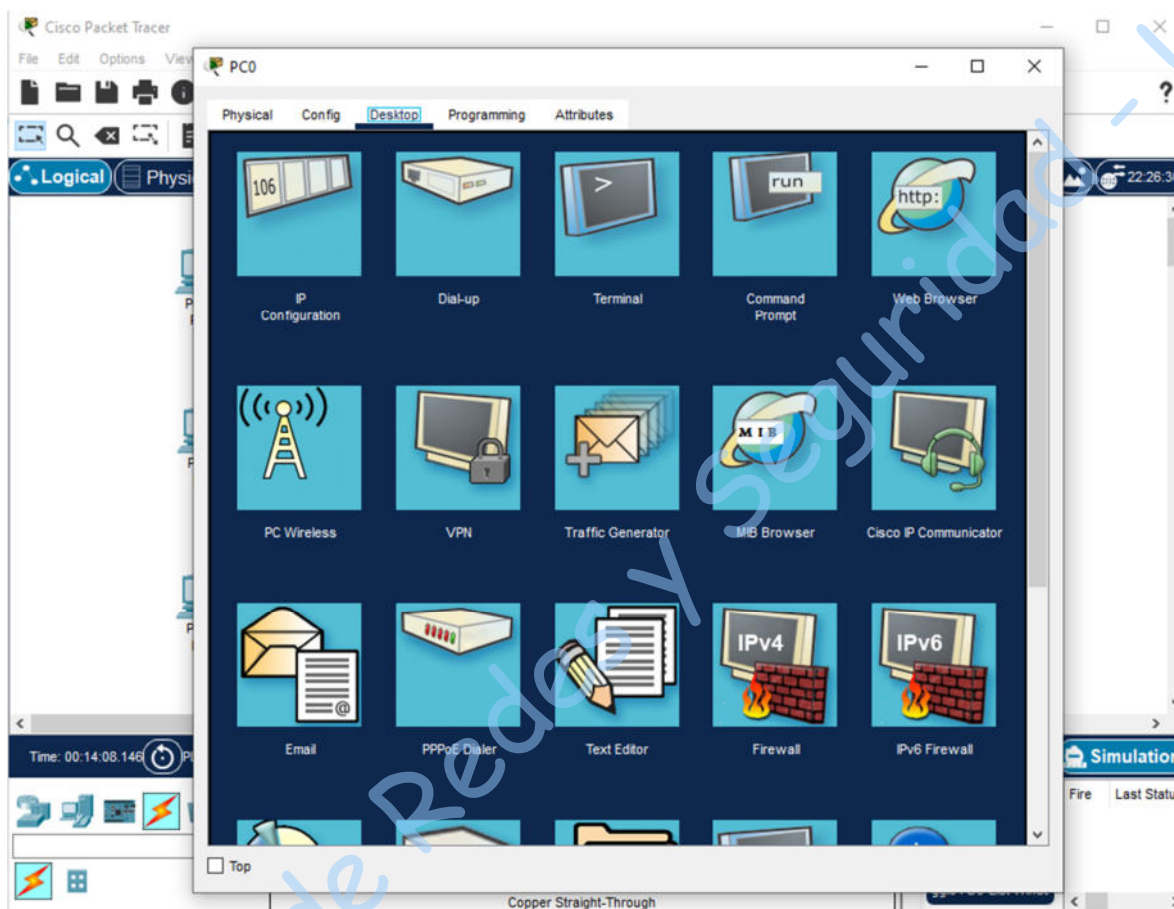 Cisco Packet Tracer
File Edit Options View
PC0
Physical Config Desktop Programming Attributes
?
Logical
22:26:30
106
>
run
http:
IP
Configuration
Dial-up
Terminal
Command
Prompt
Web Browser
MIB
PC Wireless
VPN
Traffic Generator
MIB Browser
Cisco IP Communicator
@
IPv4
IPv6
Email
PPPoE Dialer
Text Editor
Firewall
IPv6 Firewall
Time: 00:14:08.146
Simulation
Fire Last Statu
Top
Copper Straight-Through
de Redes y Seguridad -